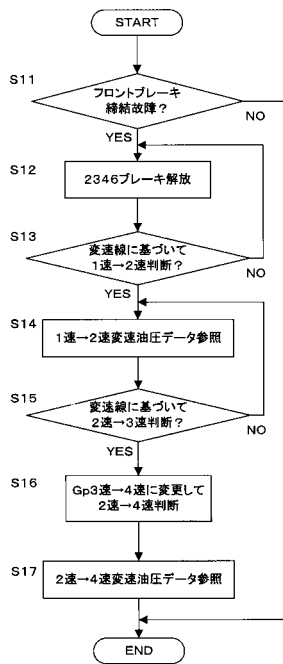 START
S11
フロントブレーキ
締結故障?
NO
YES
S12
2346ブレーキ解放
S13
変速線に基づいて
1速→2速判断?
NO
YES
S14
1速→2速変速油圧データ参照
S15
変速線に基づいて
2速→3速判断?
NO
YES
S16
Gp3速→4速に変更して
2速→4速判断
S17
2速→4速変速油圧データ参照
END